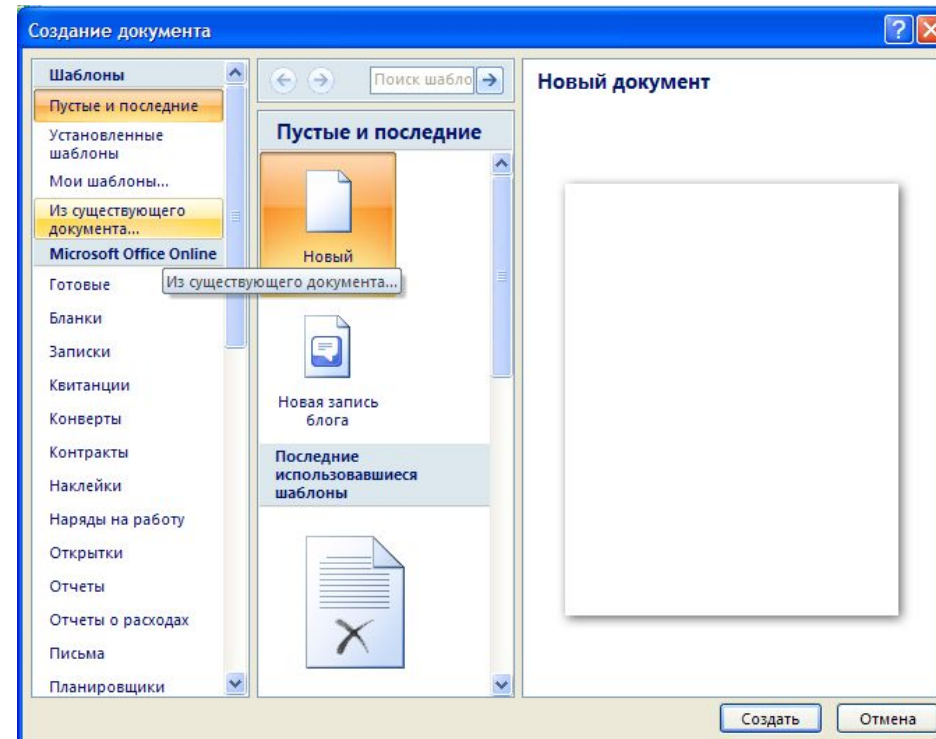 Создание документа
Шаблоны
Пустые и последние
Установленные
шаблоны
Мои шаблоны...
Из существующего
документа...
Microsoft Office Online
Готовые
Бланки
Записки
Квитанции
Конверты
Контракты
Наклейки
Наряды на работу
Открытки
Отчеты
Отчеты о расходах
Письма
Планировщики
Поиск шабло
Пустые и последние
Новый
Из существующего документа...
Новая запись
блога
Последние
использовавшиеся
шаблоны
Новый документ
Создать
Отмена